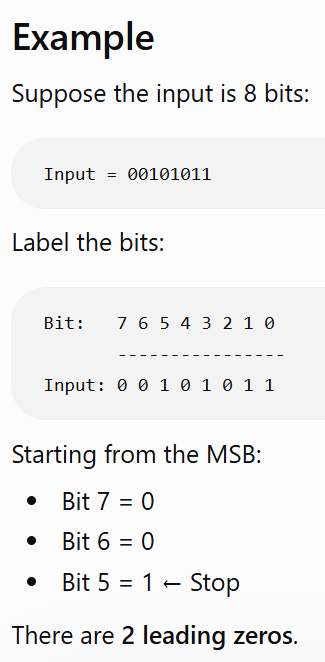 Example
Suppose the input is 8 bits:
Input = 00101011
Label the bits:
Bit:   7 6 5 4 3 2 1 0
       ----------------
Input: 0 0 1 0 1 0 1 1
Starting from the MSB:
• Bit 7 = 0
• Bit 6 = 0
• Bit 5 = 1 ← Stop
There are 2 leading zeros.